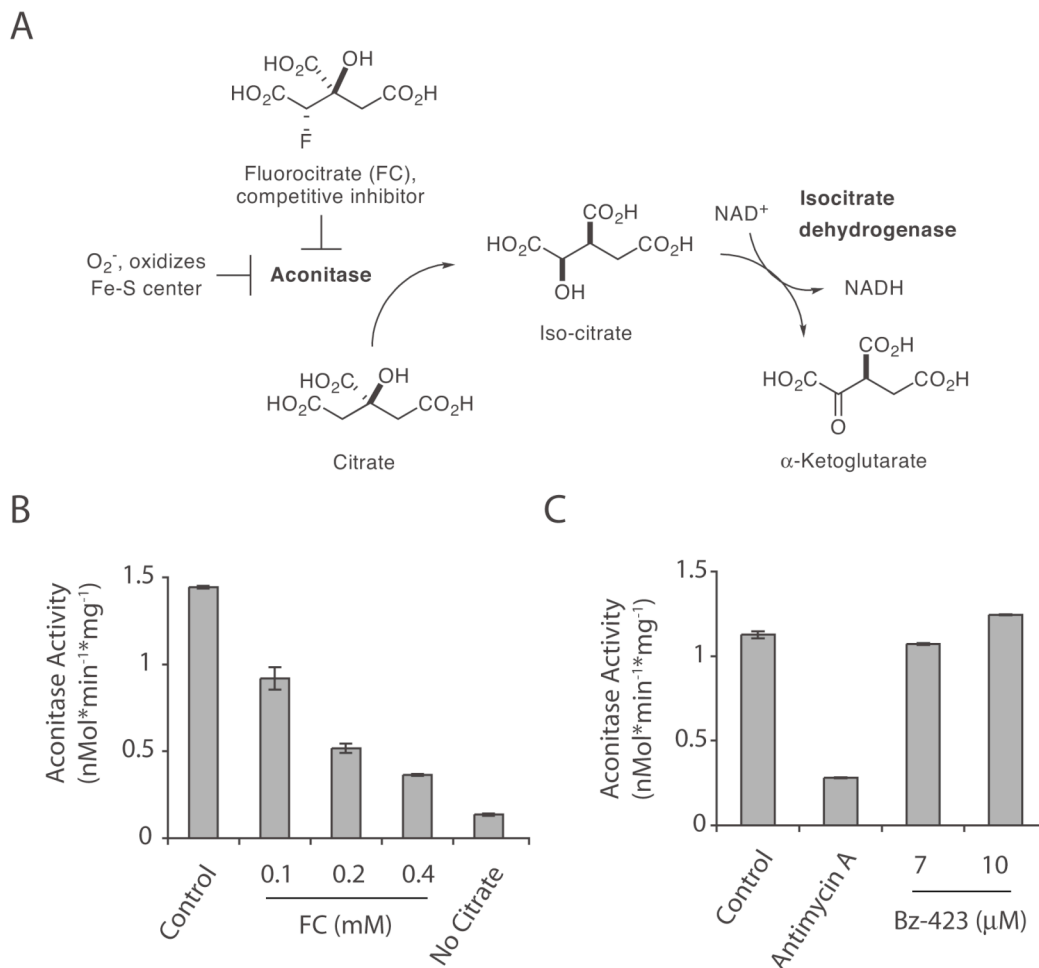 A
HO₂C
OH
HO₂C
CO₂H
F
Fluorocitrate (FC),
competitive inhibitor
O₂⁻, oxidizes
Fe-S center
Aconitase
HO₂C
OH
HO₂C
CO₂H
Citrate
CO₂H
HO₂C
CO₂H
OH
Iso-citrate
NAD⁺
Isocitrate
dehydrogenase
NADH
CO₂H
HO₂C
CO₂H
O
α-Ketoglutarate
B
Aconitase Activity
(nMol*min⁻¹*mg⁻¹)
1.5
1
0.5
0
Control
0.1 0.2 0.4
FC (mM)
No Citrate
C
Aconitase Activity
(nMol*min⁻¹*mg⁻¹)
1.5
1
0.5
0
Control
Antimycin A
7 10
Bz-423 (μM)